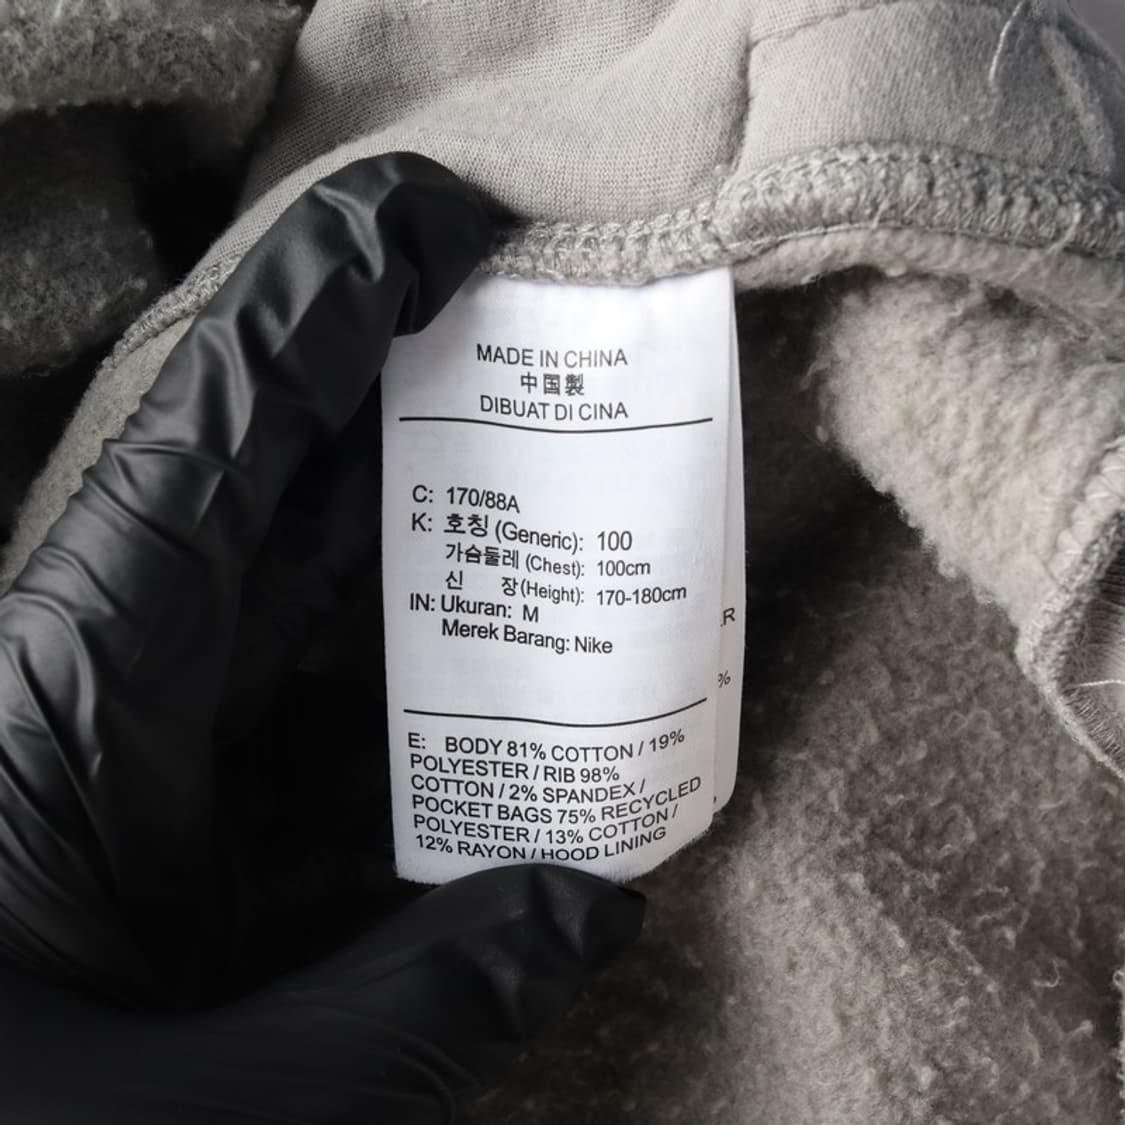 MADE IN CHINA
中国製
DIBUAT DI CINA
C: 170/88A
K: 호칭 (Generic): 100
가슴둘레 (Chest): 100cm
신 장(Height): 170-180cm
IN: Ukuran: M
Merek Barang: Nike
E: BODY 81% COTTON / 19%
POLYESTER / RIB 98%
COTTON / 2% SPANDEX /
POCKET BAGS 75% RECYCLED
POLYESTER / 13% COTTON /
12% RAYON / HOOD LINING